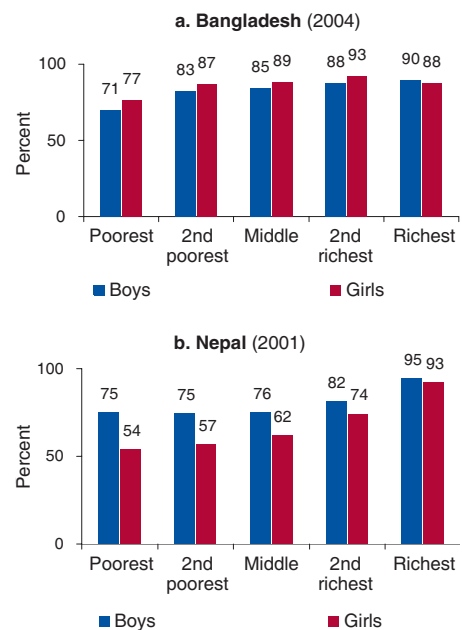 a. Bangladesh (2004)
Percent
100
50
0
71 77 83 87 85 89 88 93 90 88
Poorest 2nd poorest Middle 2nd richest Richest
Boys Girls
b. Nepal (2001)
Percent
100
50
0
75 54 75 57 76 62 82 74 95 93
Poorest 2nd poorest Middle 2nd richest Richest
Boys Girls